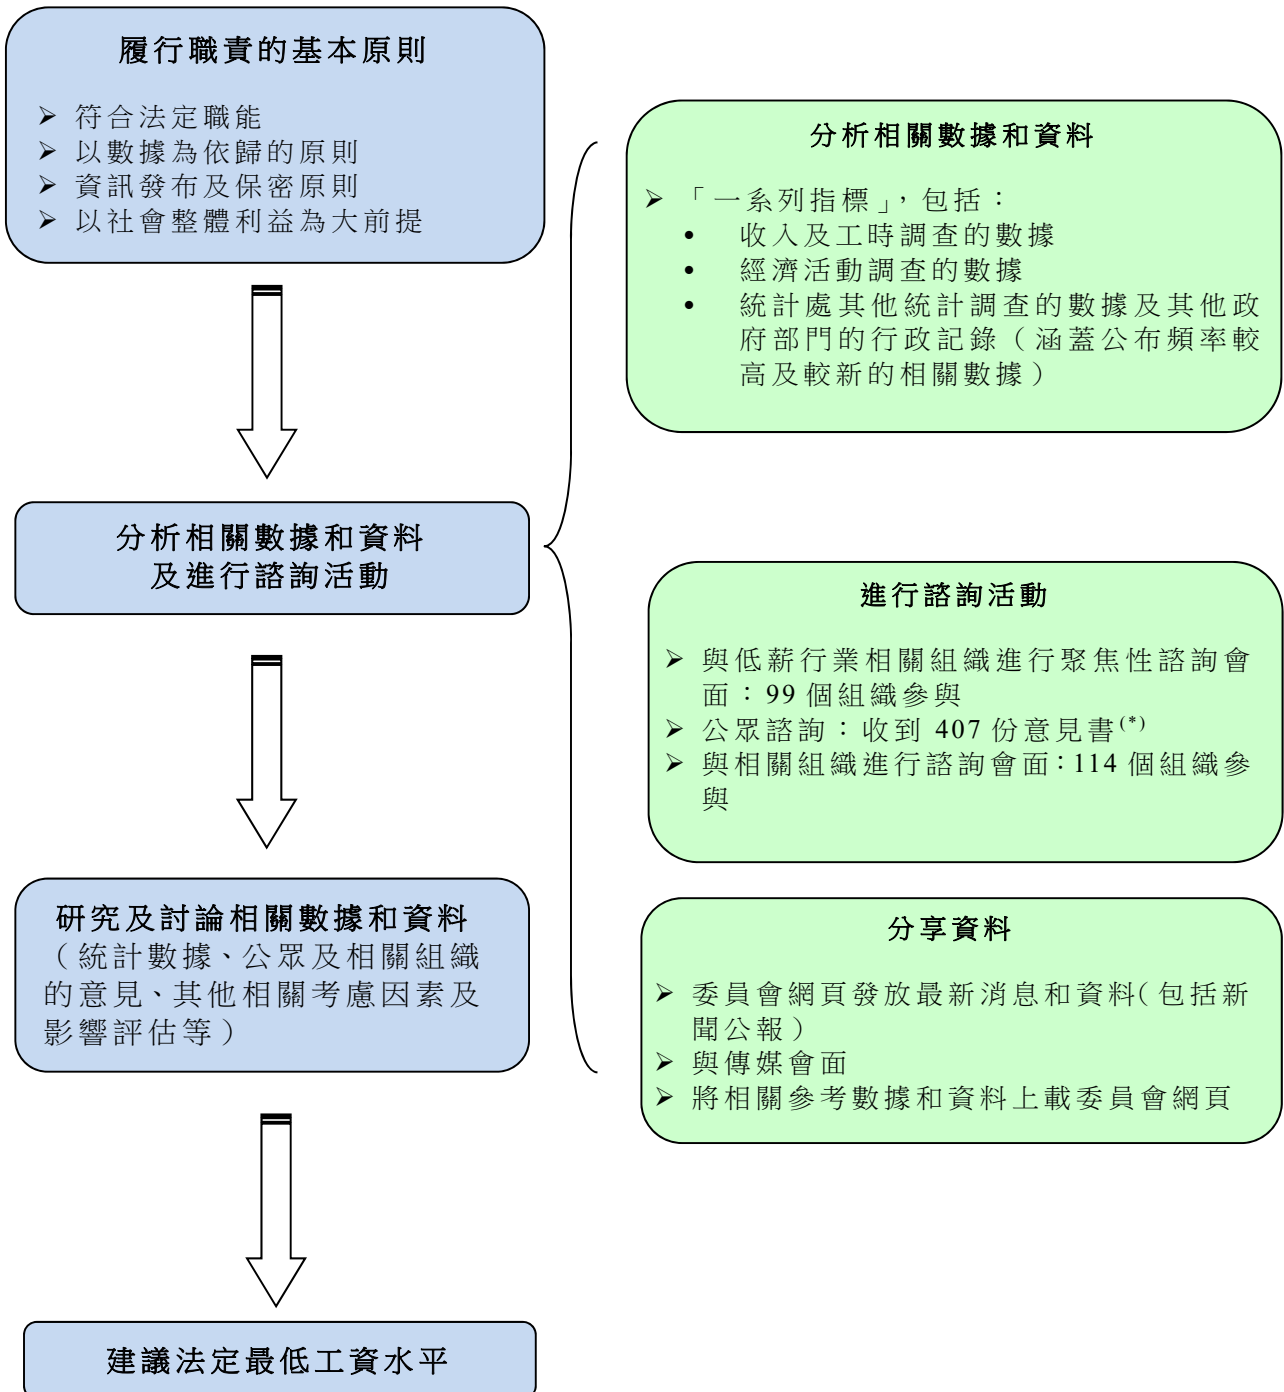 履行職責的基本原則
➢ 符合法定職能
➢ 以數據為依歸的原則
➢ 資訊發布及保密原則
➢ 以社會整體利益為大前提
分析相關數據和資料
及進行諮詢活動
研究及討論相關數據和資料
（統計數據、公眾及相關組織
的意見、其他相關考慮因素及
影響評估等）
建議法定最低工資水平
分析相關數據和資料
➢ 「一系列指標」，包括：
• 收入及工時調查的數據
• 經濟活動調查的數據
• 統計處其他統計調查的數據及其他政
府部門的行政記錄（涵蓋公布頻率較
高及較新的相關數據）
進行諮詢活動
➢ 與低薪行業相關組織進行聚焦性諮詢會
面：99 個組織參與
➢ 公眾諮詢：收到 407 份意見書(*)
➢ 與相關組織進行諮詢會面：114 個組織參
與
分享資料
➢ 委員會網頁發放最新消息和資料（包括新
聞公報）
➢ 與傳媒會面
➢ 將相關參考數據和資料上載委員會網頁